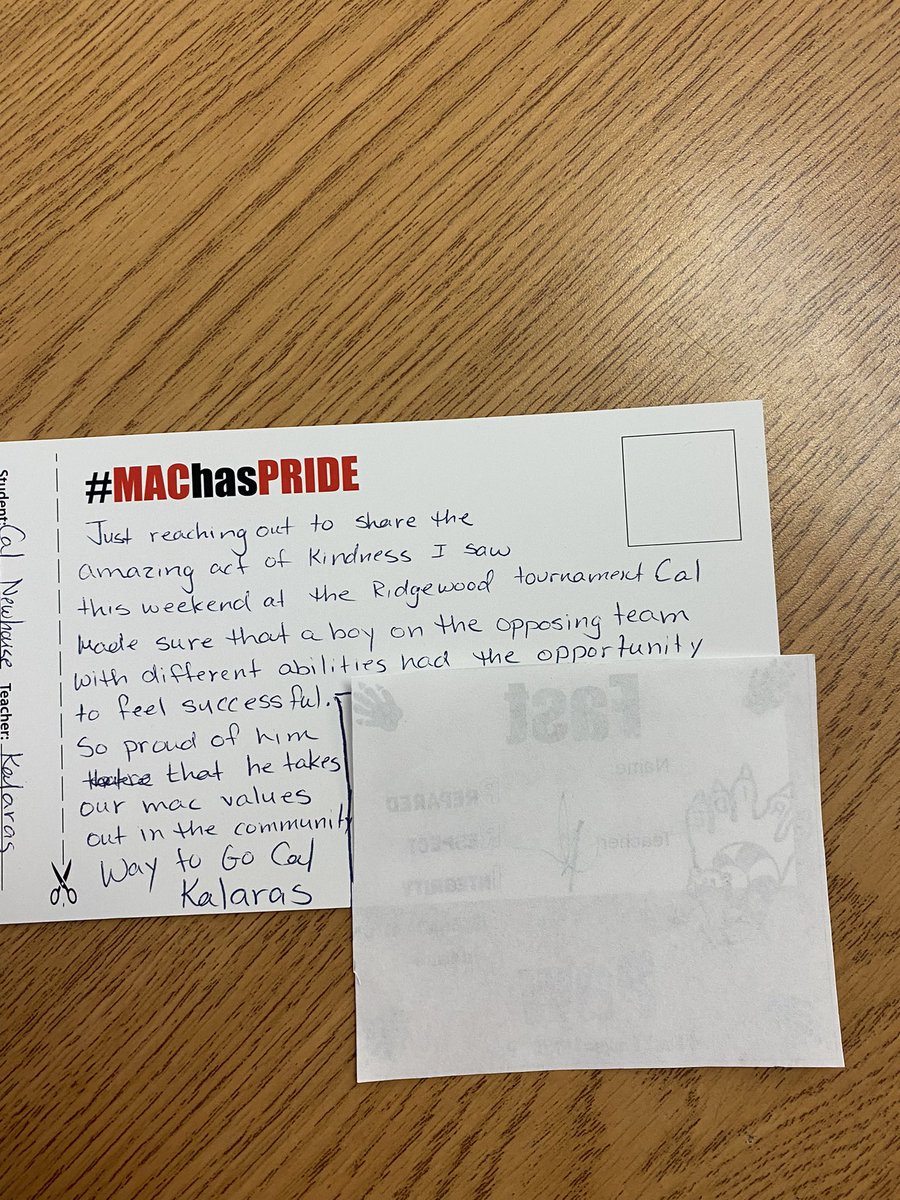 #MAChasPRIDE
Just reaching out to share the
amazing act of kindness I saw
this weekend at the Ridgewood tournament Cal
made sure that a boy on the opposing team
with different abilities had the opportunity
to feel successful.
So proud of him
that he takes
our mac values
out in the community
Way to Go Cal
Kalaras
Student: Cal Newhouse Teacher: Kalaras
Fast
Name
Teacher
REPARED
ESPECT
NTEGRITY